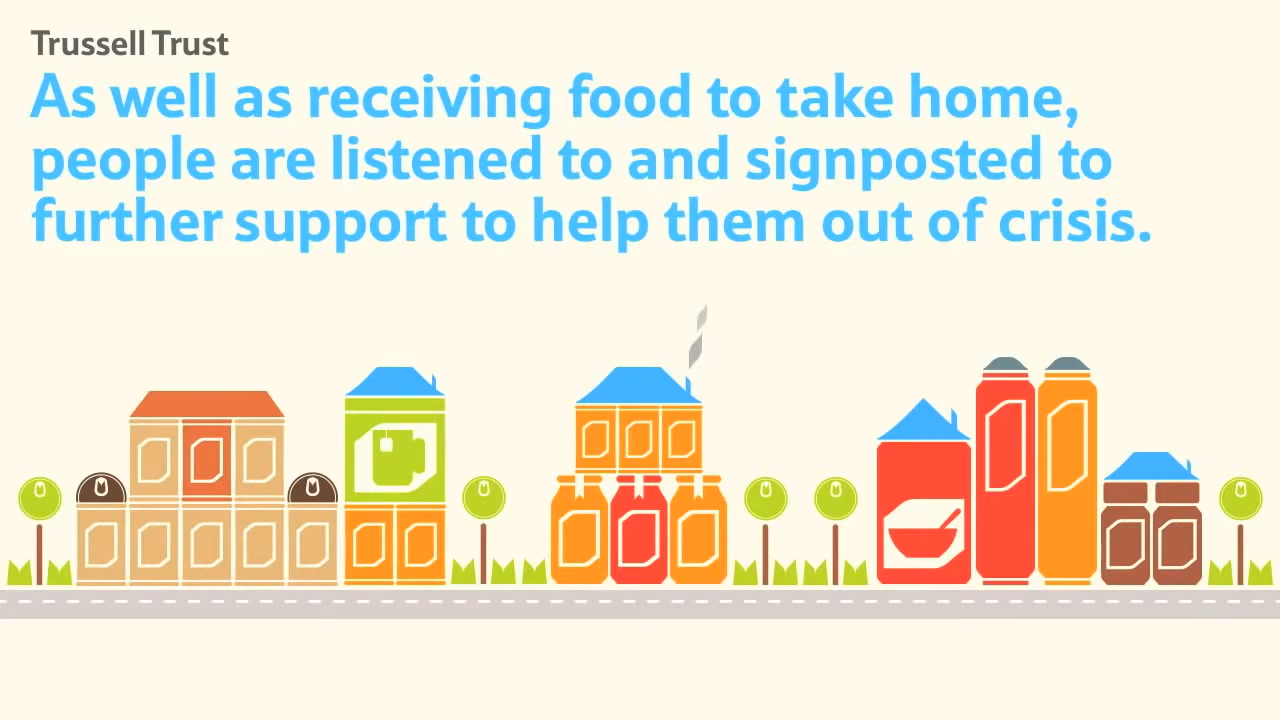 Trussell Trust
As well as receiving food to take home,
people are listened to and signposted to
further support to help them out of crisis.